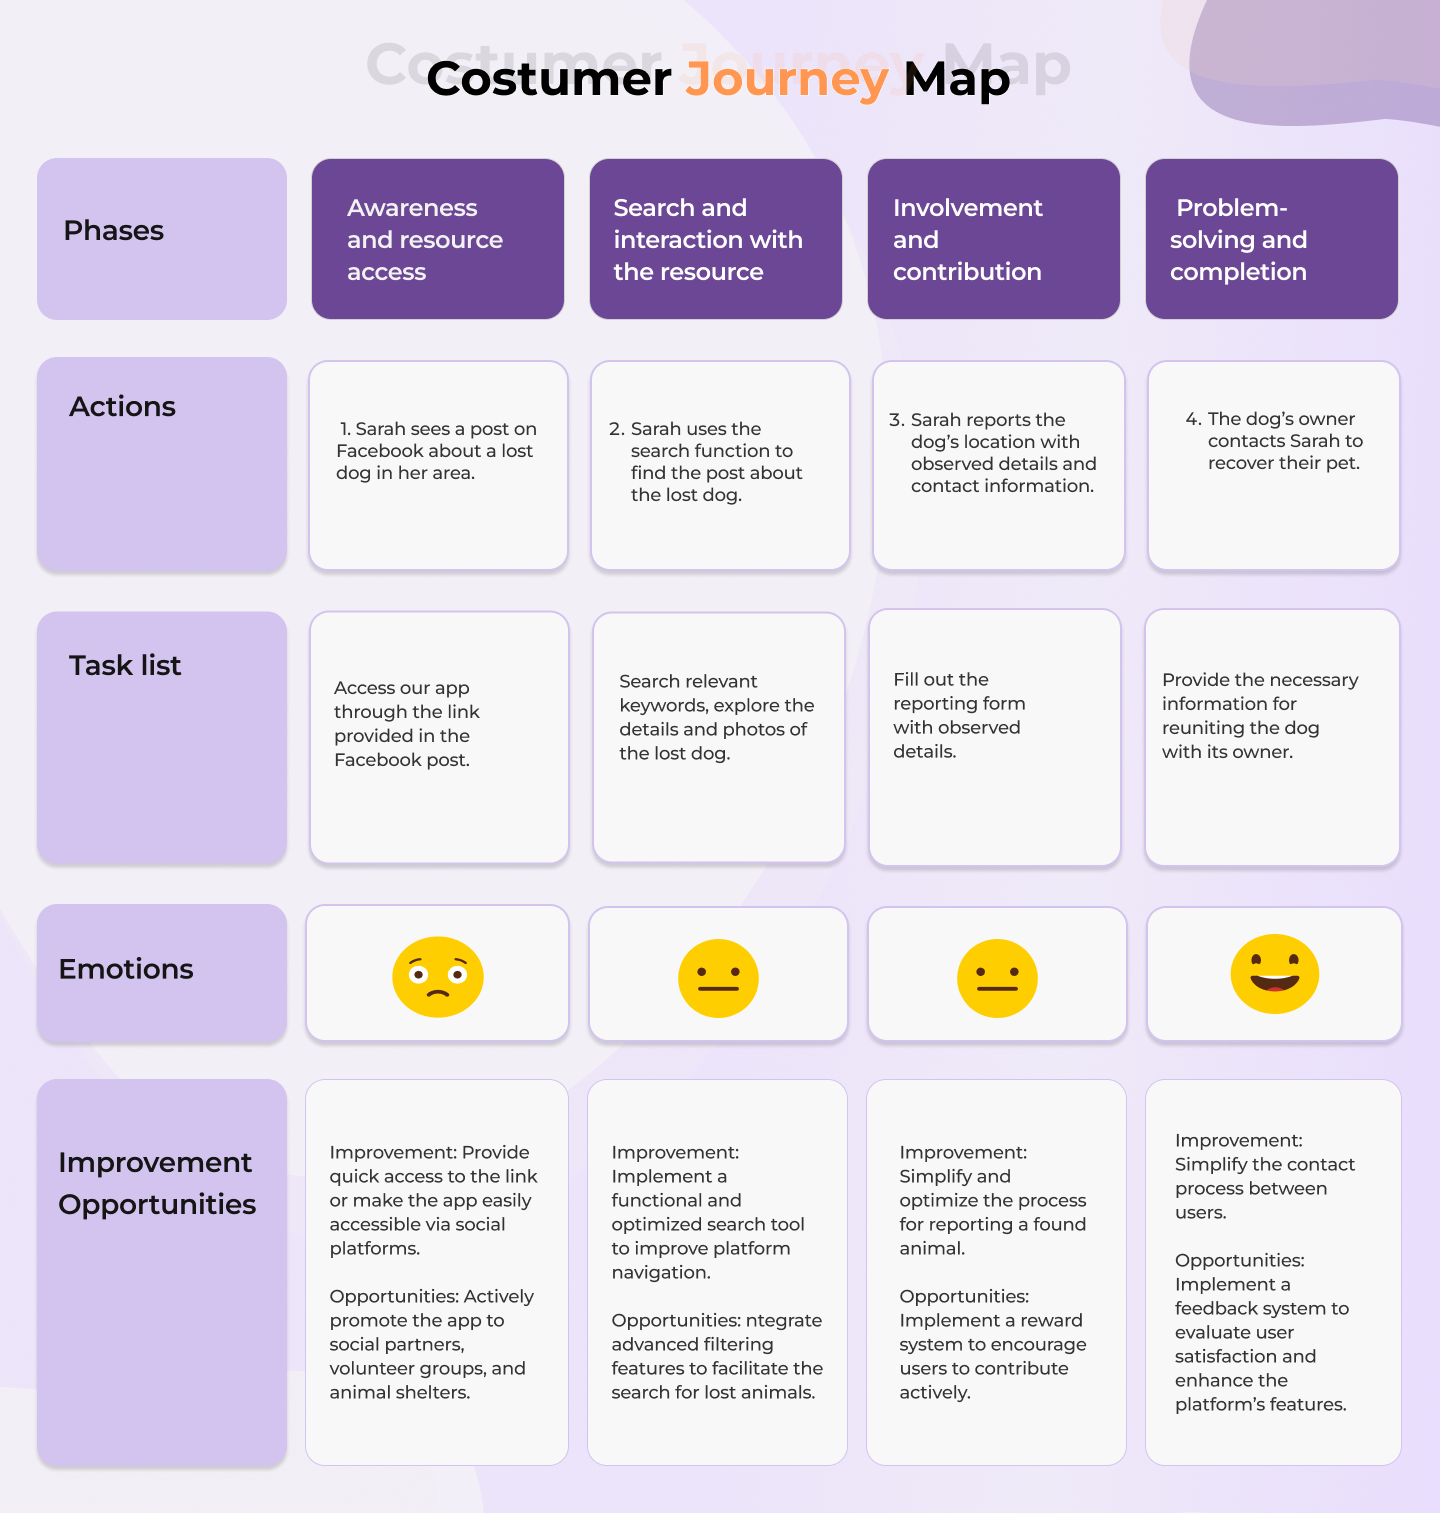 Costumer Journey Map
Costumer Journey Map
Phases
Awareness
and resource
access
Search and
interaction with
the resource
Involvement
and
contribution
Problem-
solving and
completion
Actions
1. Sarah sees a post on
Facebook about a lost
dog in her area.
2. Sarah uses the
search function to
find the post about
the lost dog.
3. Sarah reports the
dog's location with
observed details and
contact information.
4. The dog's owner
contacts Sarah to
recover their pet.
Task list
Access our app
through the link
provided in the
Facebook post.
Search relevant
keywords, explore the
details and photos of
the lost dog.
Fill out the
reporting form
with observed
details.
Provide the necessary
information for
reuniting the dog
with its owner.
Emotions
Improvement
Opportunities
Improvement: Provide
quick access to the link
or make the app easily
accessible via social
platforms.
Opportunities: Actively
promote the app to
social partners,
volunteer groups, and
animal shelters.
Improvement:
Implement a
functional and
optimized search tool
to improve platform
navigation.
Opportunities: ntegrate
advanced filtering
features to facilitate the
search for lost animals.
Improvement:
Simplify and
optimize the process
for reporting a found
animal.
Opportunities:
Implement a reward
system to encourage
users to contribute
actively.
Improvement:
Simplify the contact
process between
users.
Opportunities:
Implement a
feedback system to
evaluate user
satisfaction and
enhance the
platform's features.